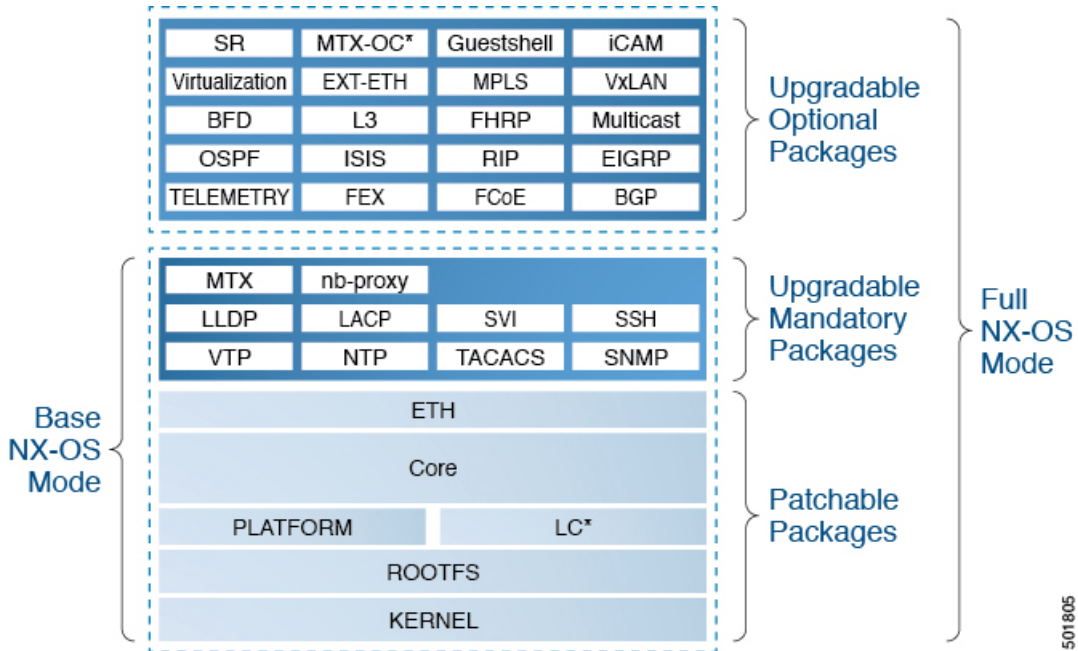 SR MTX-OC* Guestshell iCAM
Virtualization EXT-ETH MPLS VxLAN
BFD L3 FHRP Multicast
OSPF ISIS RIP EIGRP
TELEMETRY FEX FCoE BGP
Upgradable
Optional
Packages
MTX nb-proxy
LLDP LACP SVI SSH
VTP NTP TACACS SNMP
Upgradable
Mandatory
Packages
Full
NX-OS
Mode
Base
NX-OS
Mode
ETH
Core
PLATFORM LC*
ROOTFS
KERNEL
Patchable
Packages
501805